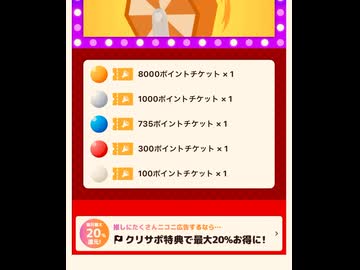 8000ポイントチケット × 1
1000ポイントチケット × 1
735ポイントチケット × 1
300ポイントチケット × 1
100ポイントチケット × 1
推しにたくさんニコニ広告するなら…
20%
還元!
クリサポ特典で最大20%お得に!